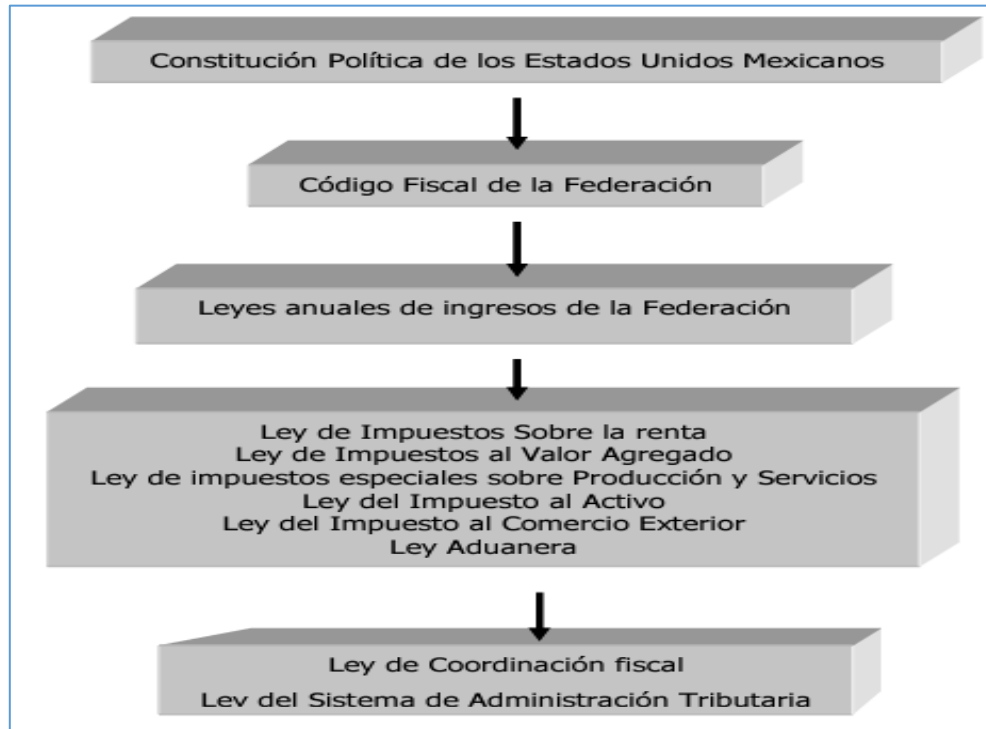 Constitución Política de los Estados Unidos Mexicanos
Código Fiscal de la Federación
Leyes anuales de ingresos de la Federación
Ley de Impuestos Sobre la renta
Ley de Impuestos al Valor Agregado
Ley de impuestos especiales sobre Producción y Servicios
Ley del Impuesto al Activo
Ley del Impuesto al Comercio Exterior
Ley Aduanera
Ley de Coordinación fiscal
Ley del Sistema de Administración Tributaria